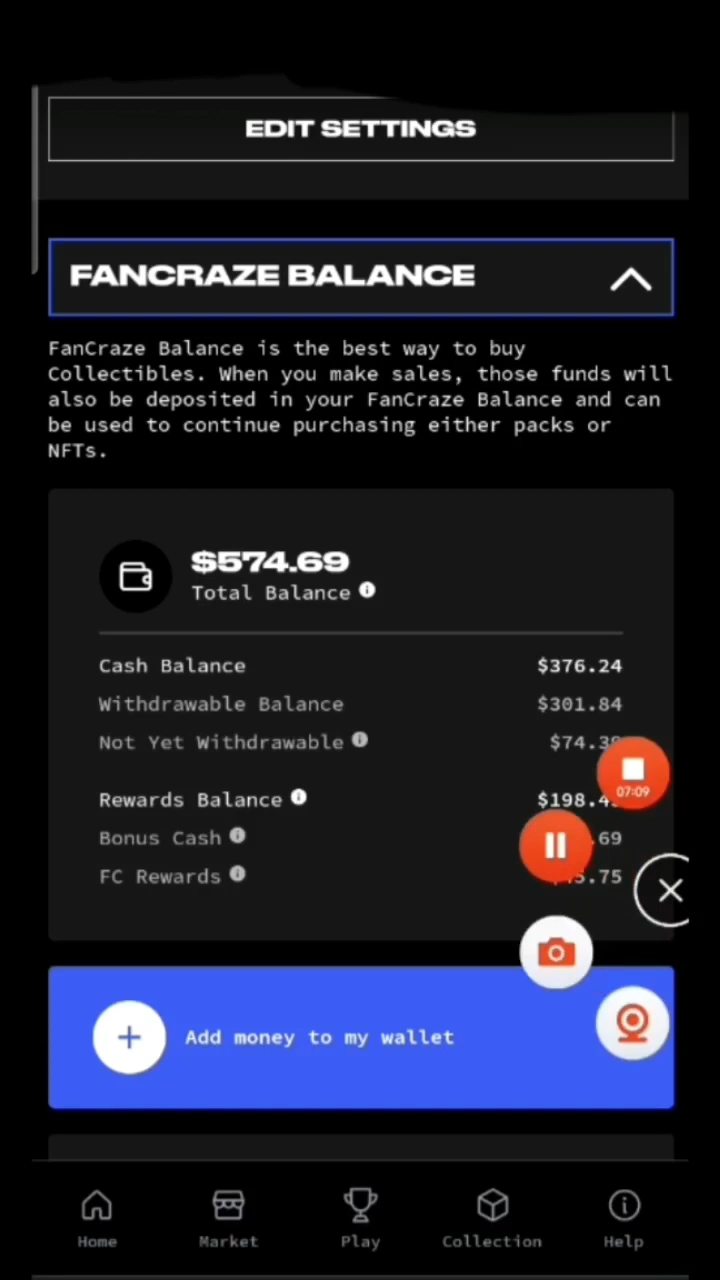 EDIT SETTINGS
FANCRAZE BALANCE
FanCraze Balance is the best way to buy
Collectibles. When you make sales, those funds will
also be deposited in your FanCraze Balance and can
be used to continue purchasing either packs or
NFTs.
$574.69
Total Balance
Cash Balance $376.24
Withdrawable Balance $301.84
Not Yet Withdrawable
07:09
Rewards Balance
Bonus Cash
FC Rewards
Add money to my wallet
Home Market Play Collection Help